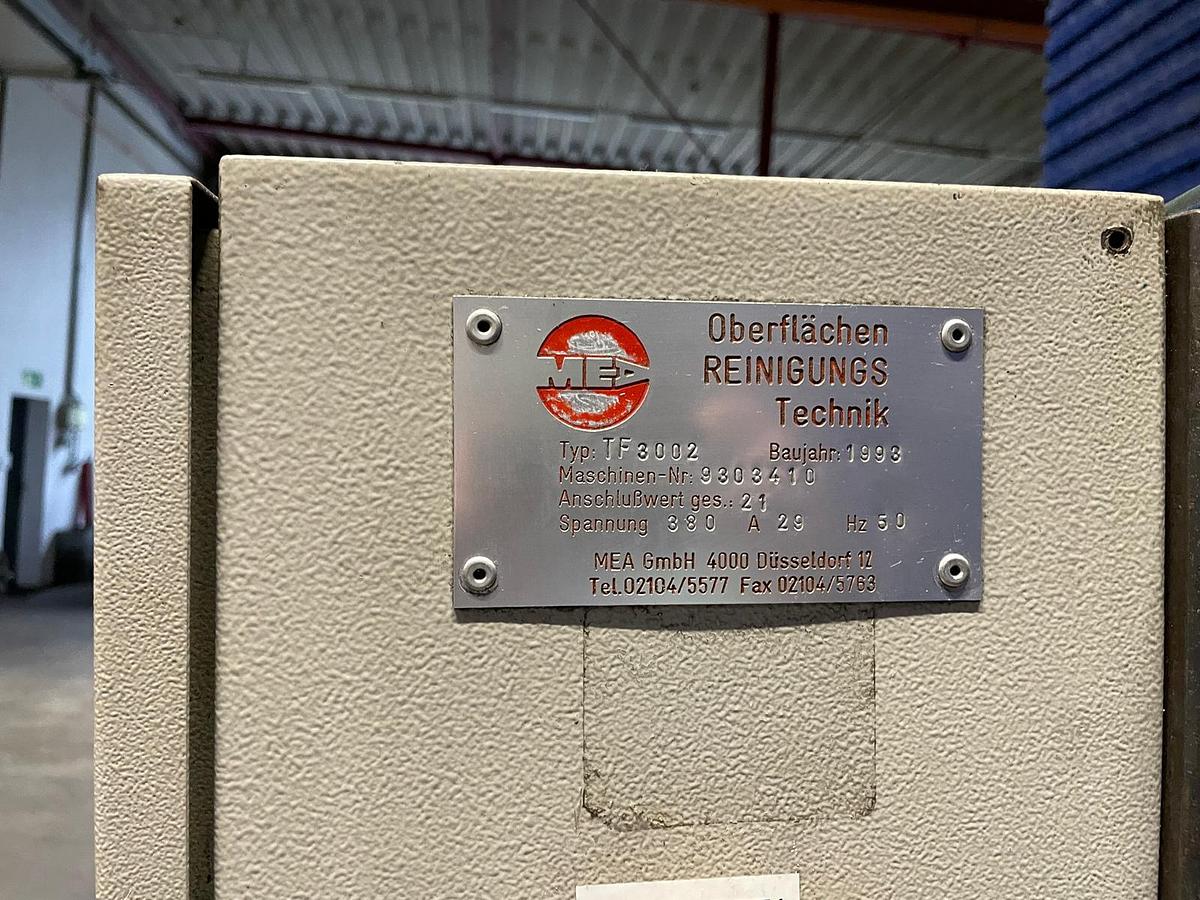 MEA
Oberflächen
REINIGUNGS
Technik
Typ: TF3002 Baujahr: 1993
Maschinen-Nr: 9303410
Anschlußwert ges.: 21
Spannung 380 A 29 Hz 50
MEA GmbH 4000 Düsseldorf 12
Tel.02104/5577 Fax 02104/5763